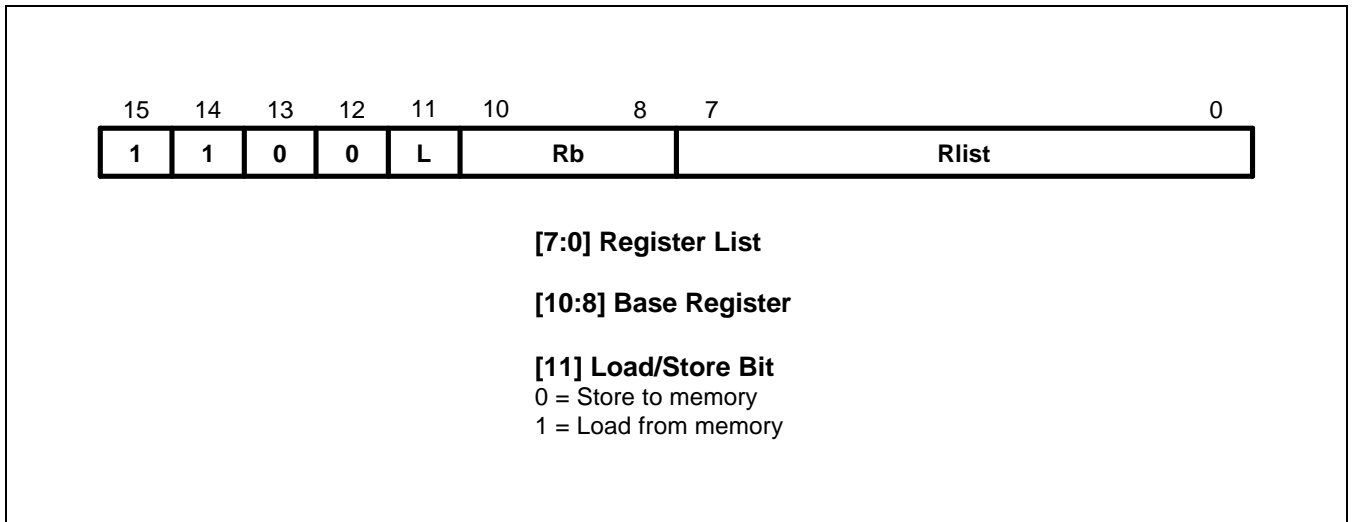 15 14 13 12 11 10 8 7 0
1 1 0 0 L Rb Rlist
[7:0] Register List
[10:8] Base Register
[11] Load/Store Bit
0 = Store to memory
1 = Load from memory